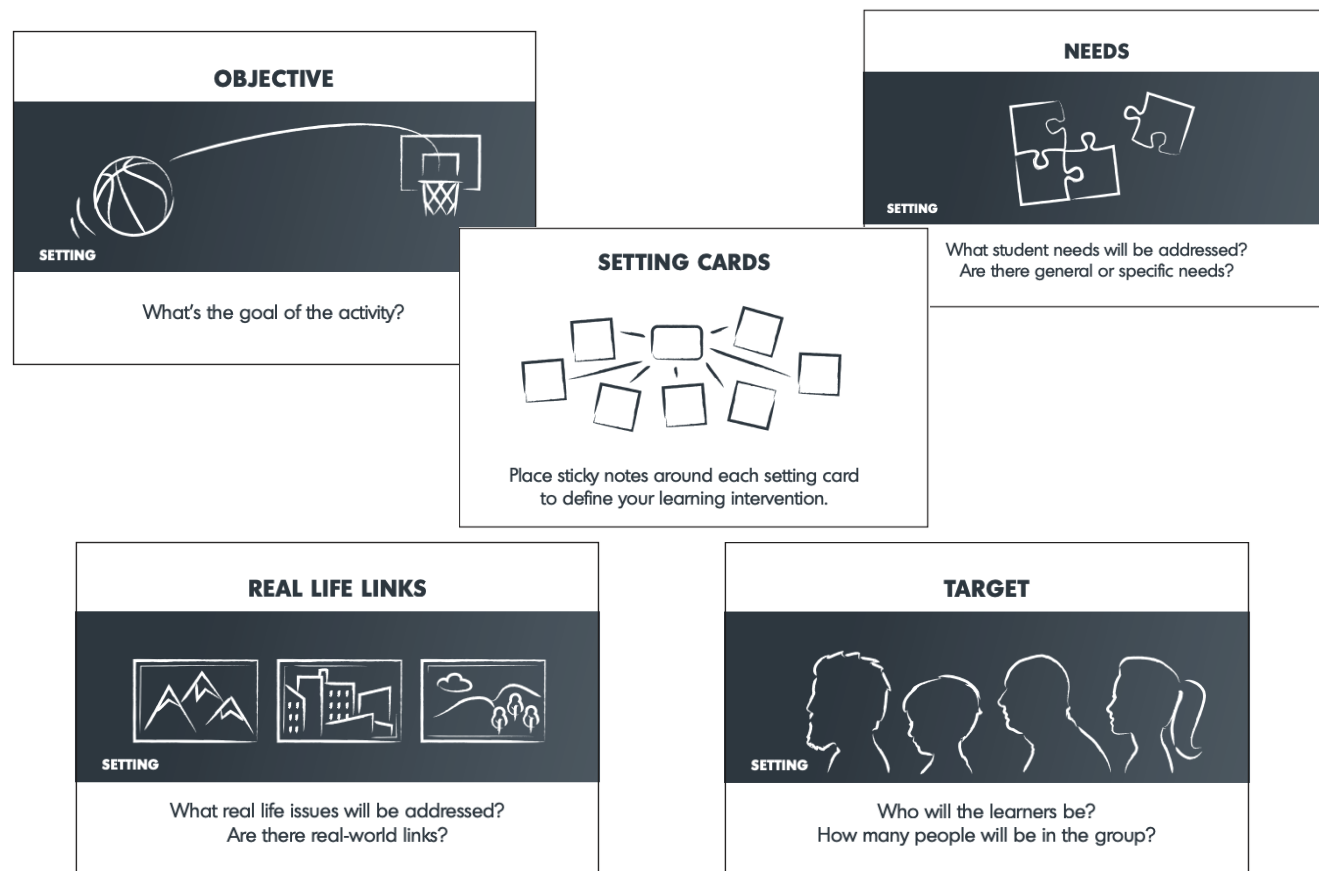 OBJECTIVE
SETTING
What's the goal of the activity?
NEEDS
SETTING
What student needs will be addressed?
Are there general or specific needs?
SETTING CARDS
Place sticky notes around each setting card
to define your learning intervention.
REAL LIFE LINKS
SETTING
What real life issues will be addressed?
Are there real-world links?
TARGET
SETTING
Who will the learners be?
How many people will be in the group?